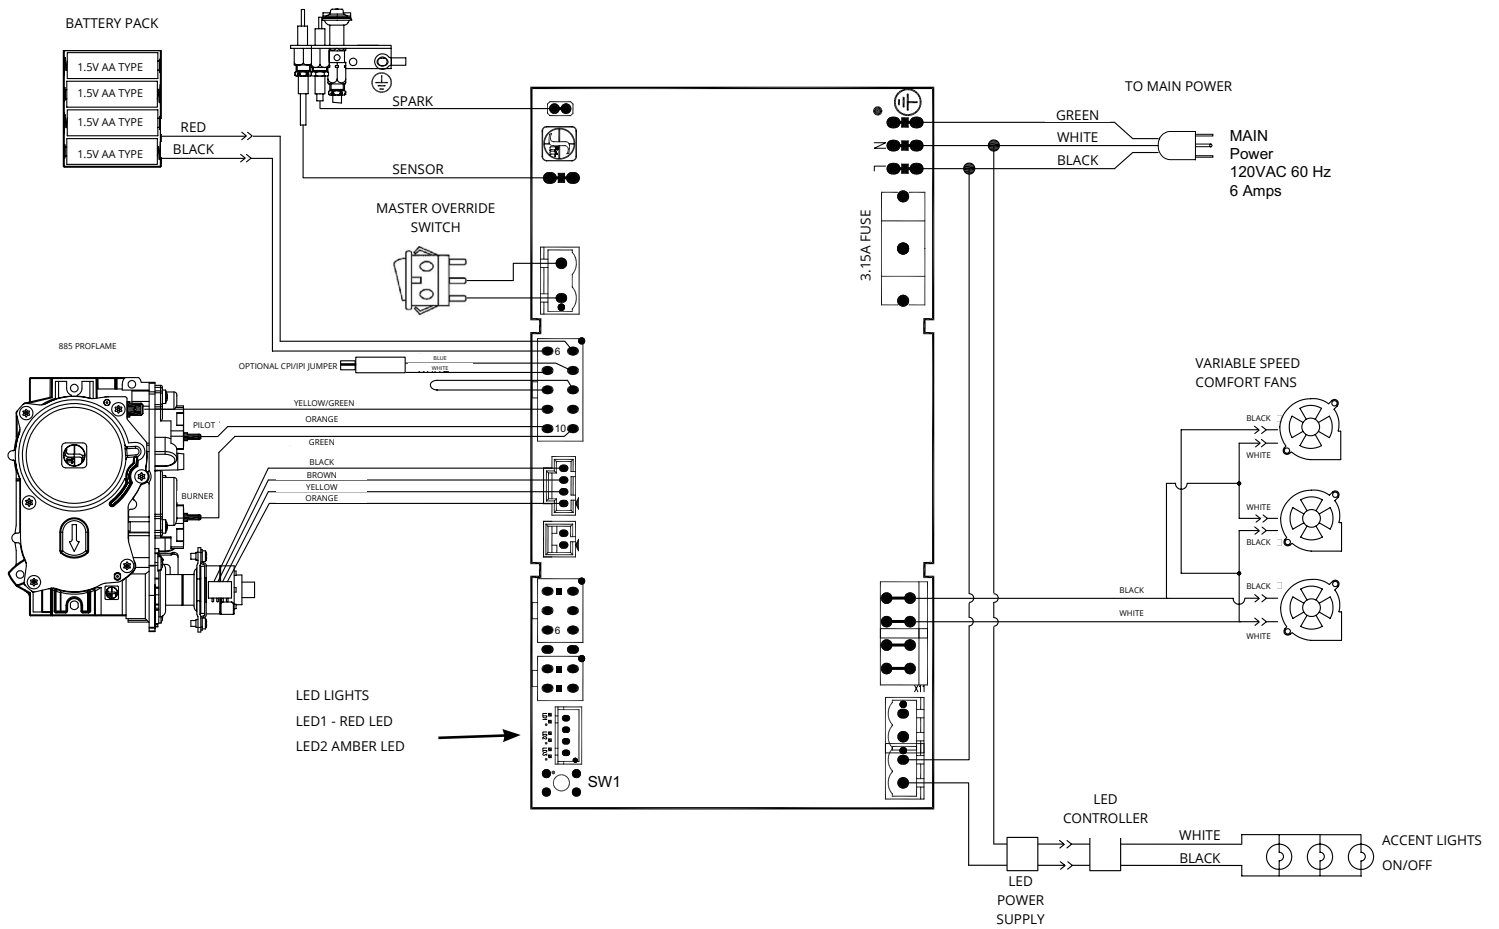 BATTERY PACK
1.5V AA TYPE
1.5V AA TYPE
1.5V AA TYPE
1.5V AA TYPE
RED
BLACK
SPARK
SENSOR
MASTER OVERRIDE
SWITCH
885 PROFLAME
OPTIONAL CPI/IPI JUMPER
BLUE
WHITE
6
YELLOW/GREEN
PILOT
ORANGE
10
GREEN
BLACK
BROWN
YELLOW
ORANGE
BURNER
6
LED LIGHTS
LED1 - RED LED
LED2 AMBER LED
SW1
TO MAIN POWER
GREEN
N
WHITE
L
BLACK
MAIN
Power
120VAC 60 Hz
6 Amps
3.15A FUSE
VARIABLE SPEED
COMFORT FANS
BLACK
WHITE
WHITE
BLACK
BLACK
WHITE
BLACK
WHITE
X11
LED
CONTROLLER
WHITE
BLACK
ACCENT LIGHTS
ON/OFF
LED
POWER
SUPPLY